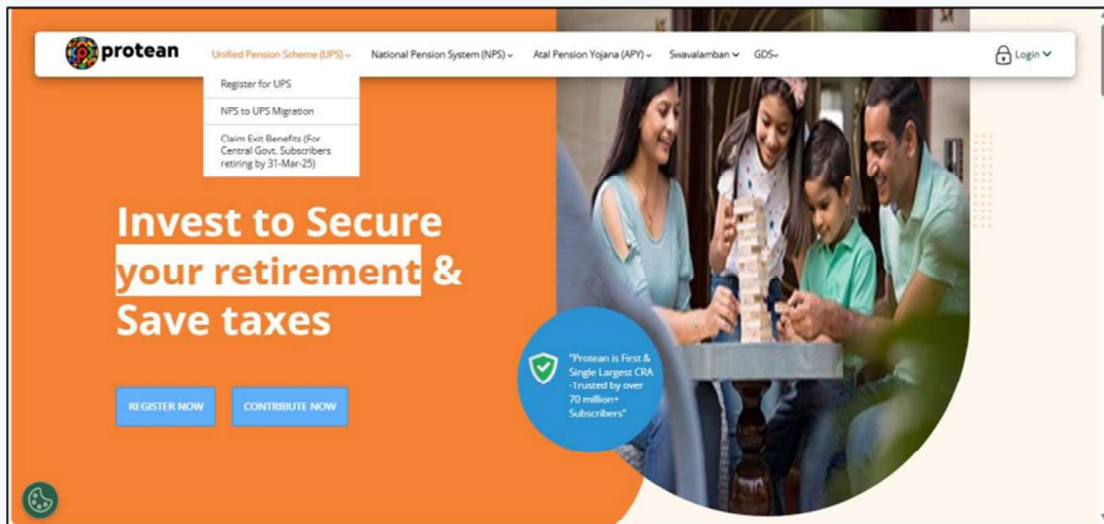 protean
Unified Pension Scheme (UPS)
National Pension System (NPS)
Atal Pension Yojana (APY)
Swavalamban
GDS
Login
Register for UPS
NPS to UPS Migration
Claim Exit Benefits (For
Central Govt. Subscribers
retiring by 31-Mar-25)
Invest to Secure
your retirement &
Save taxes
REGISTER NOW
CONTRIBUTE NOW
"Protean is First &
Single Largest CRA
-Trusted by over
70 million+
Subscribers"